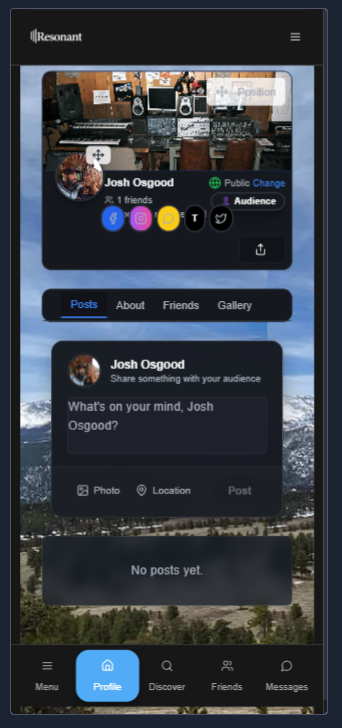 Resonant
Position
Josh Osgood
Public Change
1 friends
Audience
T
Posts About Friends Gallery
Josh Osgood
Share something with your audience
What's on your mind, Josh
Osgood?
Photo Location Post
No posts yet.
Menu Profile Discover Friends Messages